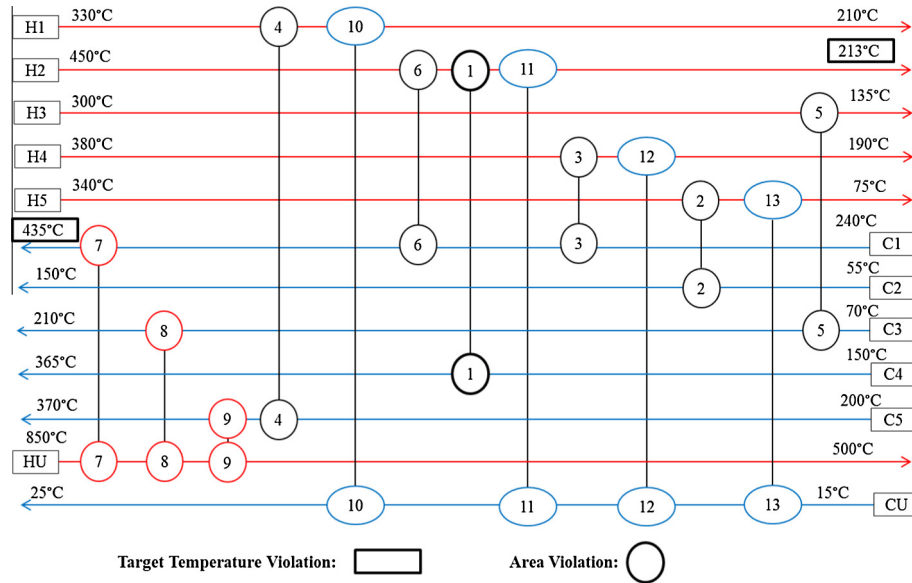 H1 330°C 4 10 210°C
213°C
H2 450°C 6 1 11
H3 300°C 5 135°C
H4 380°C 3 12 190°C
H5 340°C 2 13 75°C
435°C 7 6 3 240°C C1
150°C 2 55°C C2
210°C 8 5 70°C C3
365°C 1 150°C C4
370°C 9 4 200°C C5
HU 850°C 7 8 9 500°C
25°C 10 11 12 13 15°C CU
Target Temperature Violation: Area Violation: